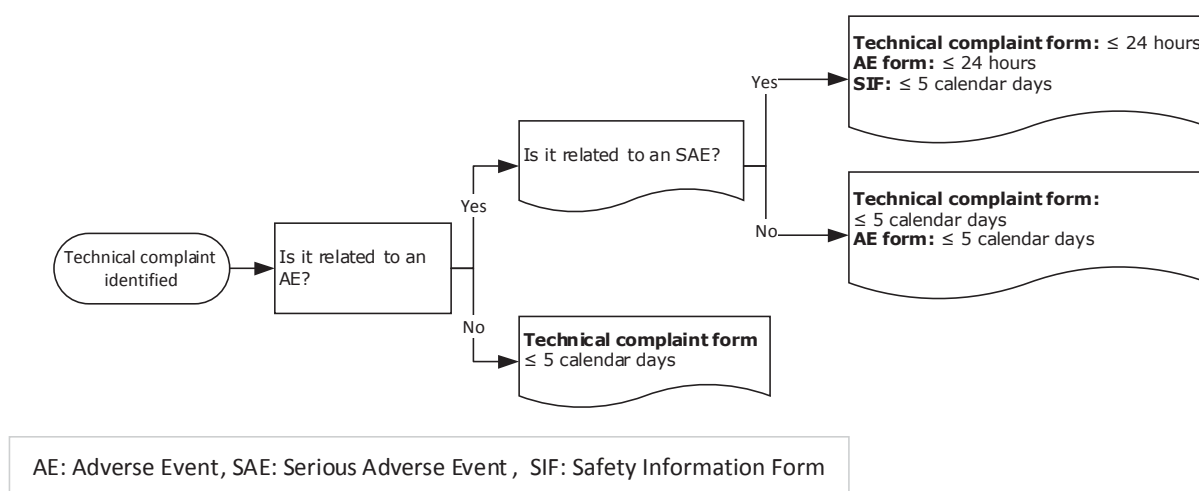 Technical complaint
identified
Is it related to an
AE?
Yes
No
Is it related to an SAE?
Technical complaint form
≤ 5 calendar days
Yes
No
Technical complaint form: ≤ 24 hours
AE form: ≤ 24 hours
SIF: ≤ 5 calendar days
Technical complaint form:
≤ 5 calendar days
AE form: ≤ 5 calendar days
AE: Adverse Event, SAE: Serious Adverse Event , SIF: Safety Information Form